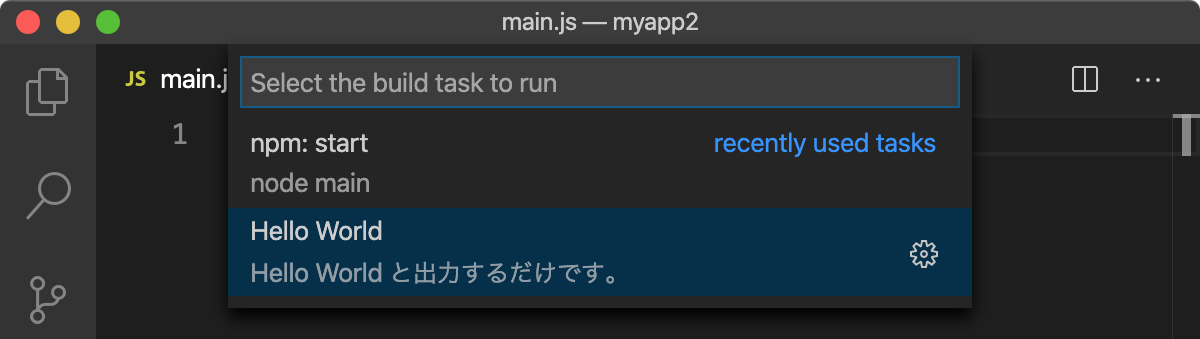 main.js — myapp2
JS main.j
Select the build task to run
1
npm: start recently used tasks
node main
Hello World
Hello World と出力するだけです。